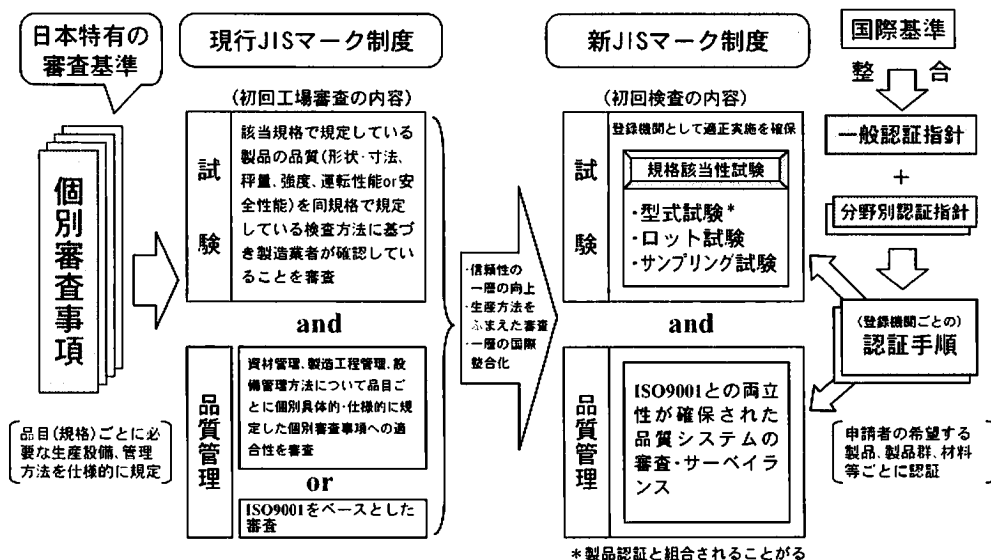 日本特有の
審査基準
個別審査事項
品目(規格)ごとに必
要な生産設備、管理
方法を仕様的に規定
現行JISマーク制度
(初回工場審査の内容)
試験
該当規格で規定している
製品の品質(形状・寸法、
秤量、強度、運転性能or安
全性能)を同規格で規定
している検査方法に基づ
き製造業者が確認してい
ることを審査
and
品質管理
資材管理、製造工程管理、設
備管理方法について品目ご
とに個別具体的・仕様的に規
定した個別審査事項への適
合性を審査
or
ISO9001をベースとした
審査
・信頼性の
一層の向上
・生産方法を
ふまえた審査
・一層の国際
整合化
新JISマーク制度
(初回検査の内容)
試験
登録機関として適正実施を確保
規格該当性試験
・型式試験*
・ロット試験
・サンプリング試験
and
品質管理
ISO9001との両立
性が確保された
品質システムの
審査・サーベイラ
ンス
*製品認証と組合されることがる
国際基準
整合
一般認証指針
+
分野別認証指針
(登録機関ごとの)
認証手順
申請者の希望する
製品、製品群、材料
等ごとに認証